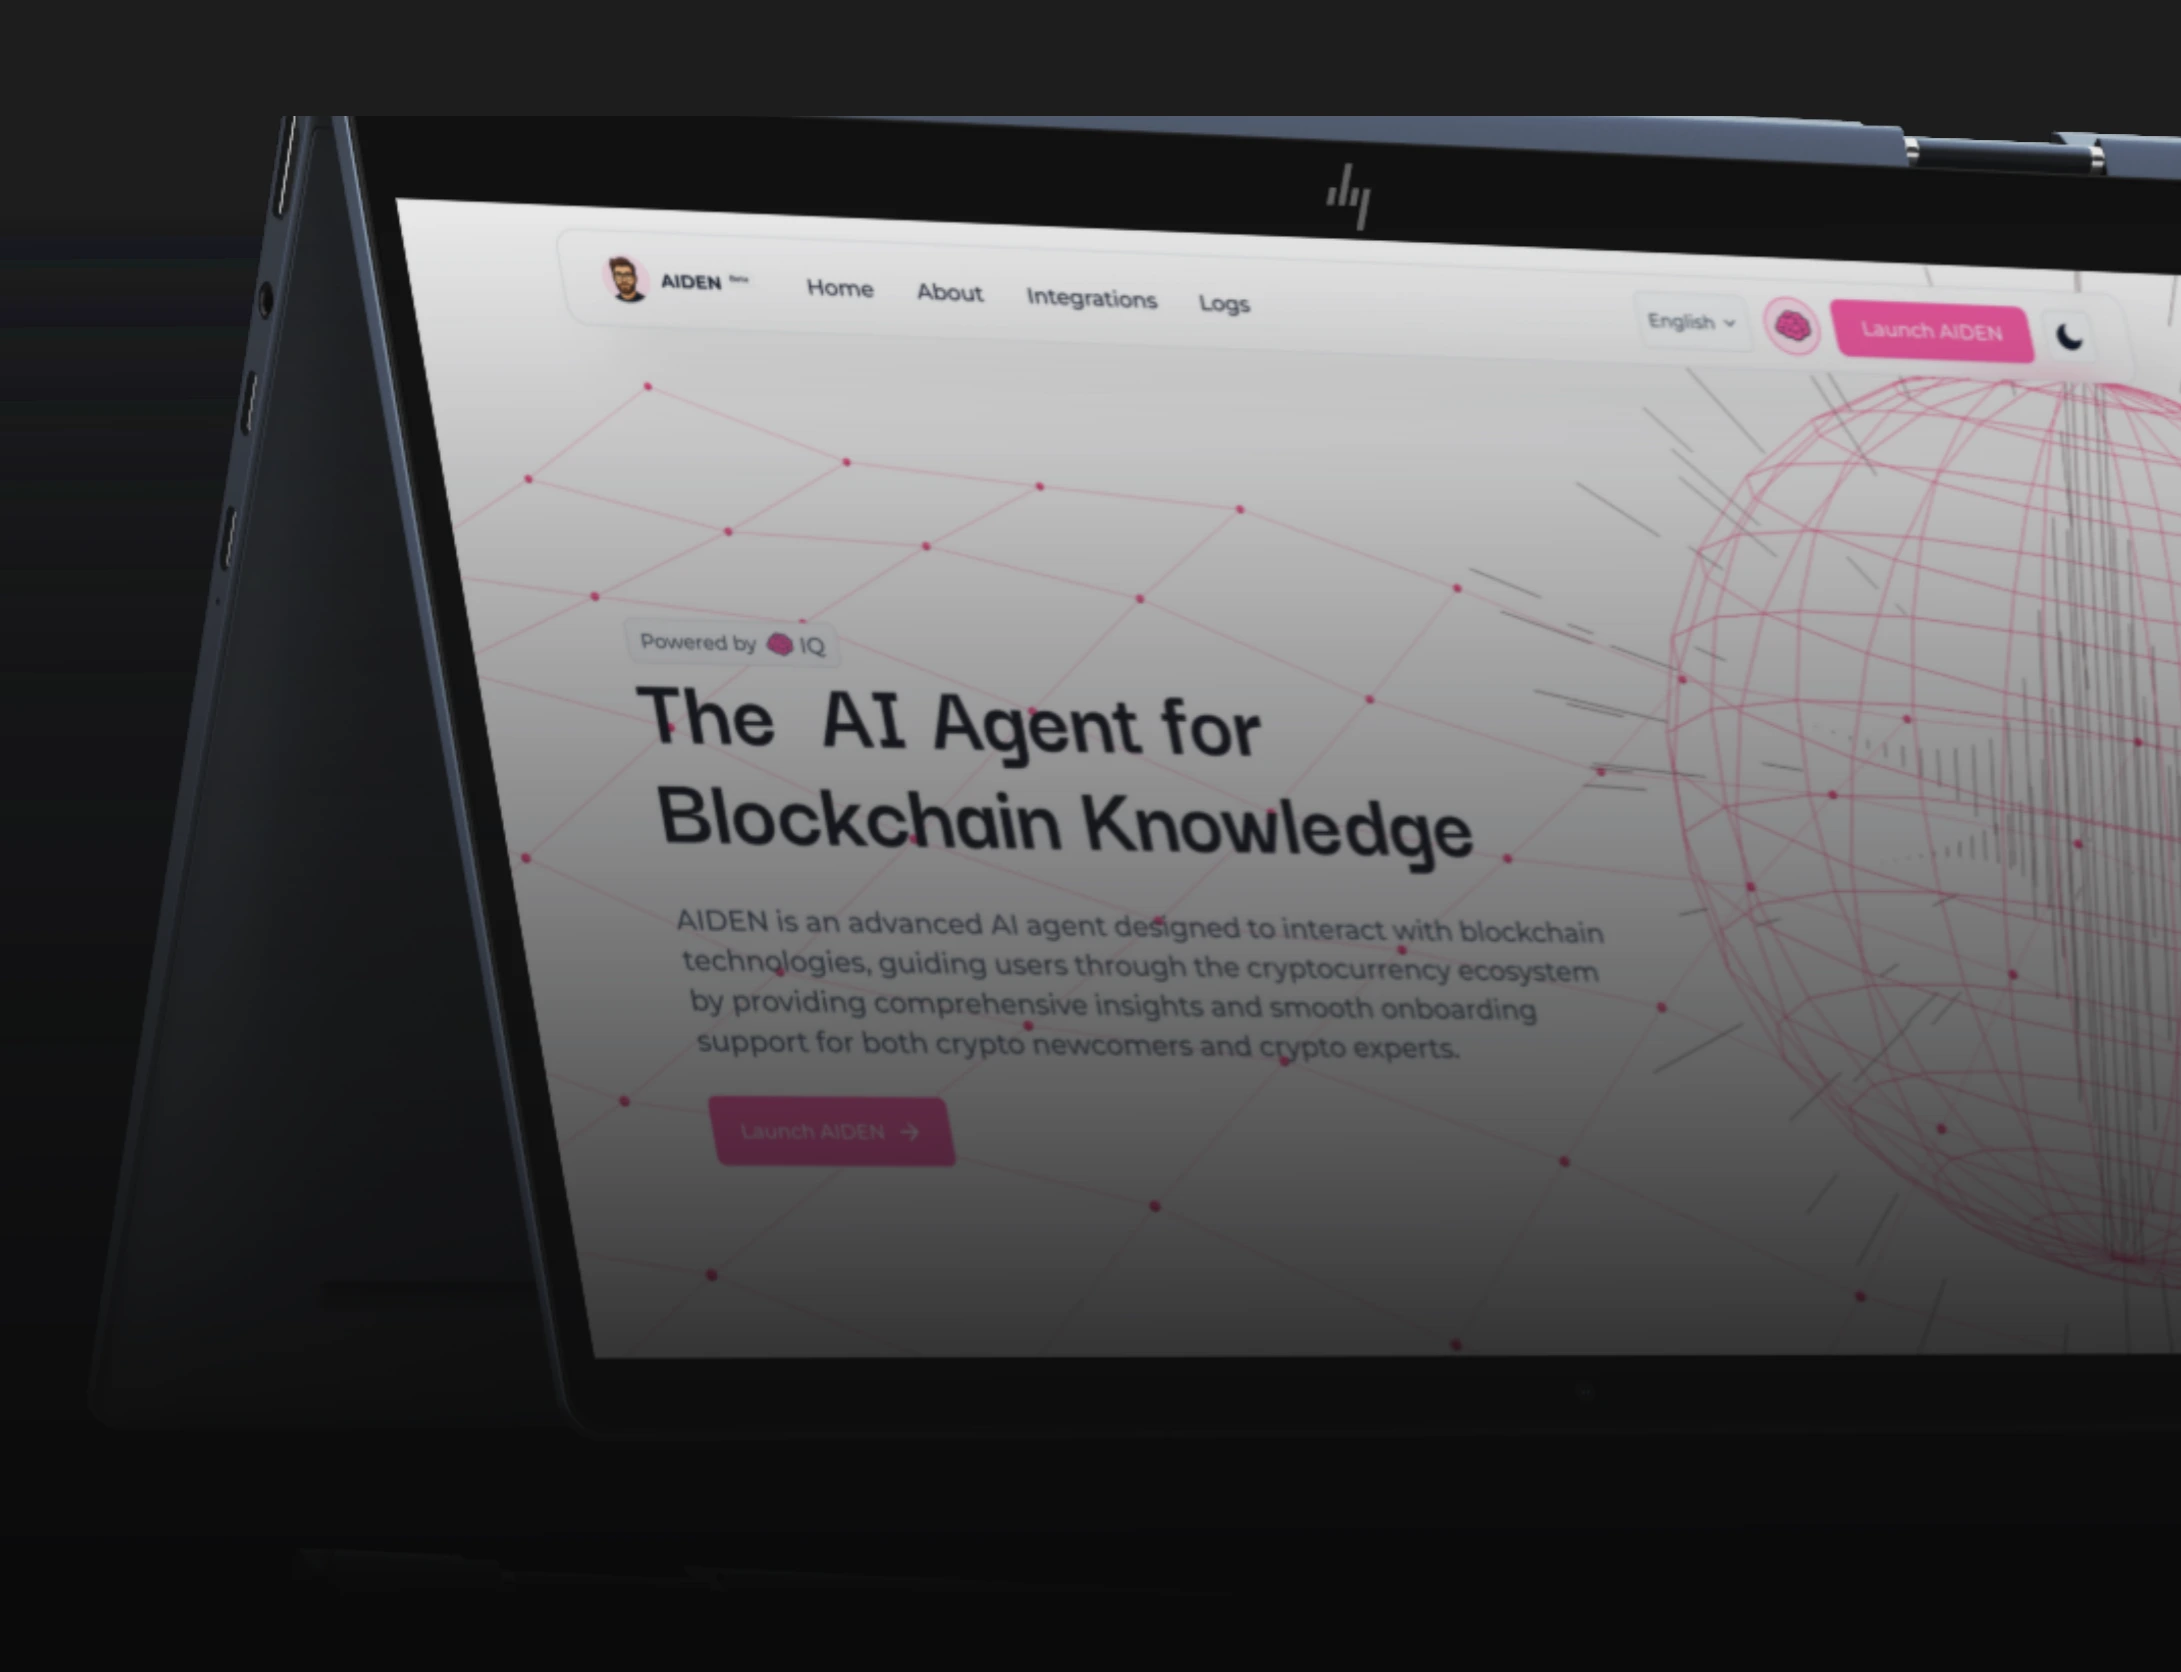 hp
AIDEN Beta
Home
About
Integrations
Logs
English
Launch AIDEN
Powered by IQ
The AI Agent for
Blockchain Knowledge
AIDEN is an advanced AI agent designed to interact with blockchain
technologies, guiding users through the cryptocurrency ecosystem
by providing comprehensive insights and smooth onboarding
support for both crypto newcomers and crypto experts.
Launch AIDEN →